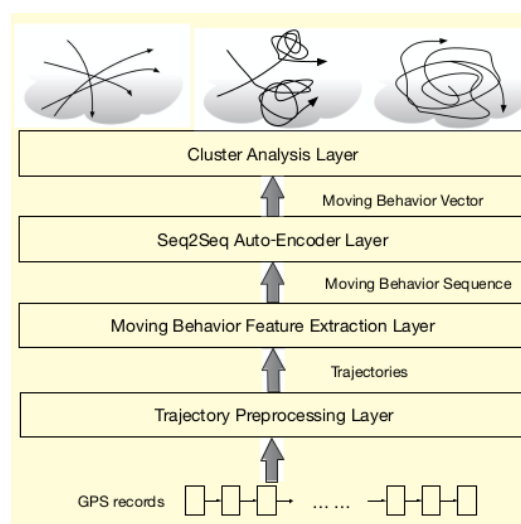 Cluster Analysis Layer
Moving Behavior Vector
Seq2Seq Auto-Encoder Layer
Moving Behavior Sequence
Moving Behavior Feature Extraction Layer
Trajectories
Trajectory Preprocessing Layer
GPS records
... ...